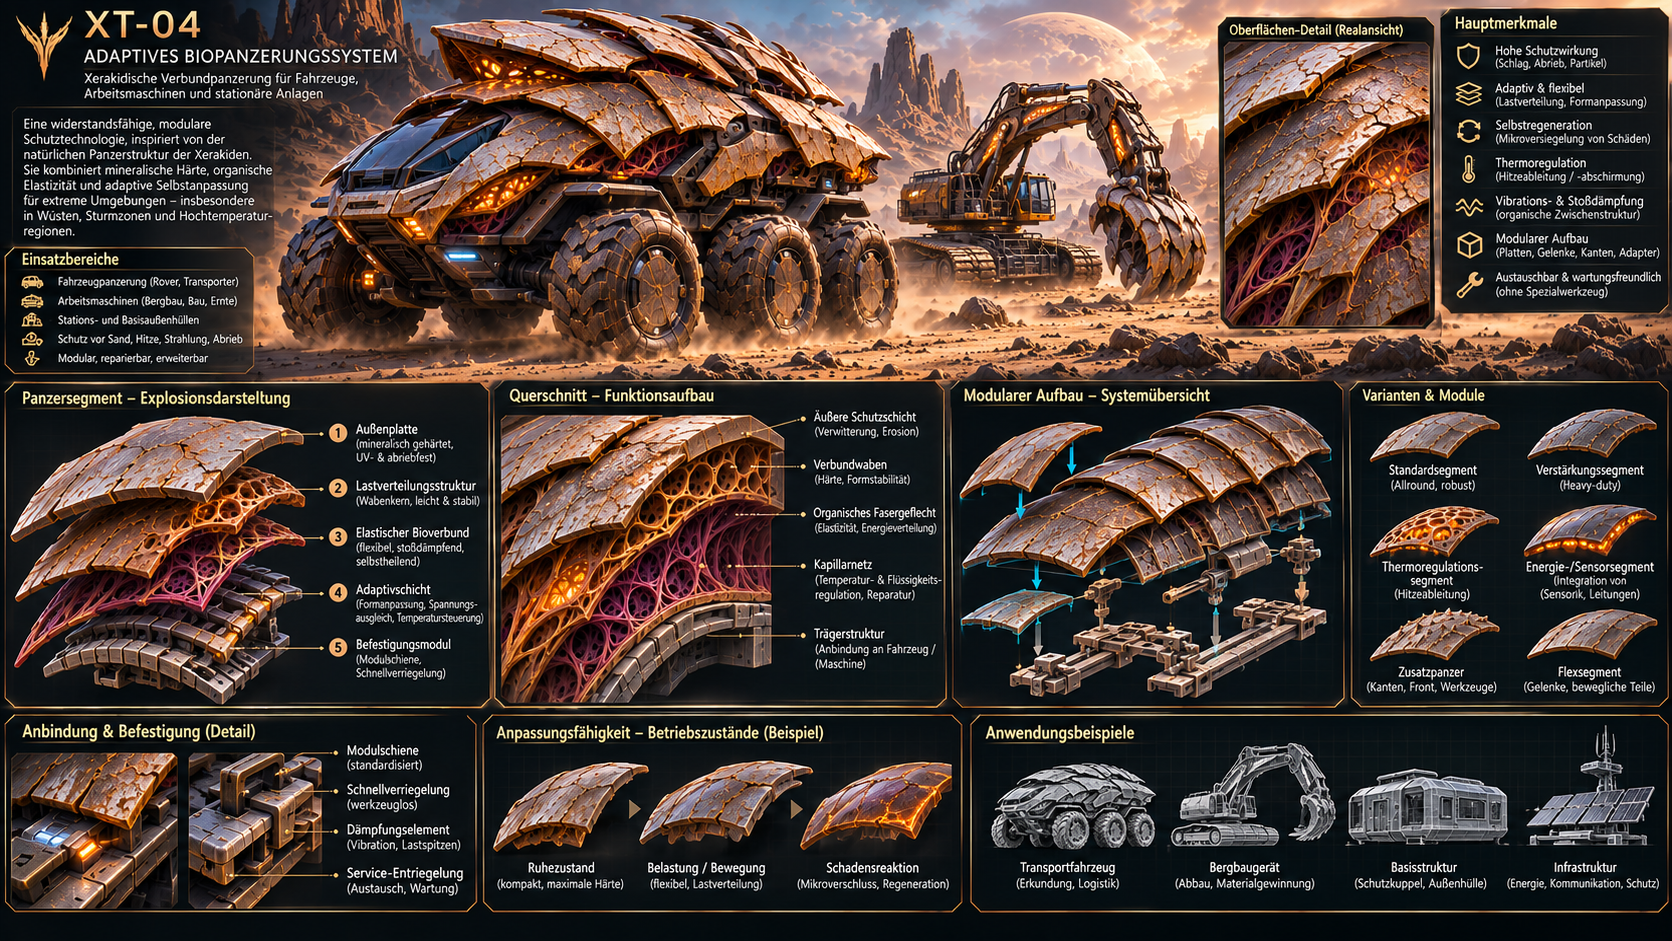 XT-04
ADAPTIVES BIOPANZERUNGSSYSTEM
Xerakidische Verbundpanzerung für Fahrzeuge,
Arbeitsmaschinen und stationäre Anlagen
Eine widerstandsfähige, modulare
Schutztechnologie, inspiriert von der
natürlichen Panzerstruktur der Xerakiden.
Sie kombiniert mineralische Härte, organische
Elastizität und adaptive Selbstanpassung
für extreme Umgebungen – insbesondere
in Wüsten, Sturmzonen und Hochtemperatur-
regionen.
Einsatzbereiche
Fahrzeugpanzerung (Rover, Transporter)
Arbeitsmaschinen (Bergbau, Bau, Ernte)
Stations- und Basisaußenhüllen
Schutz vor Sand, Hitze, Strahlung, Abrieb
Modular, reparierbar, erweiterbar
Oberflächen-Detail (Realansicht)
Hauptmerkmale
Hohe Schutzwirkung
(Schlag, Abrieb, Partikel)
Adaptiv & flexibel
(Lastverteilung, Formanpassung)
Selbstregeneration
(Mikroversiegelung von Schäden)
Thermoregulation
(Hitzeableitung / -abschirmung)
Vibrations- & Stoßdämpfung
(organische Zwischenstruktur)
Modularer Aufbau
(Platten, Gelenke, Kanten, Adapter)
Austauschbar & wartungsfreundlich
(ohne Spezialwerkzeug)
Panzersegment – Explosionsdarsteltung
1 Außenplatte
(mineralisch gehärtet,
UV- & abriebfest)
2 Lastverteilungsstruktur
(Wabenkern, leicht & stabil)
3 Elastischer Bioverbund
(flexibel, stoßdämpfend,
selbstheilend)
4 Adaptivschicht
(Formanpassung, Spannungs-
ausgleich, Temperatursteuerung)
5 Befestigungsmodul
(Modulschiene,
Schnellverriegelung)
Querschnitt – Funktionsaufbau
Äußere Schutzschicht
(Verwitterung, Erosion)
Verbundwaben
(Härte, Formstabilität)
Organisches Fasergeflecht
(Elastizität, Energieverteilung)
Kapillarnetz
(Temperatur- & Flüssigkeits-
regulation, Reparatur)
Trägerstruktur
(Anbindung an Fahrzeug /
(Maschine)
Modularer Aufbau – Systemübersicht
Varianten & Module
Standardsegment
(Allround, robust)
Verstärkungssegment
(Heavy-duty)
Thermoregulations-
segment
(Hitzeableitung)
Energie-/Sensorsegment
(Integration von
(Sensorik, Leitungen)
Zusatzpanzer
(Kanten, Front, Werkzeuge)
Flexsegment
(Gelenke, bewegliche Teile)
Anbindung & Befestigung (Detail)
Modulschiene
(standardisiert)
Schnellverriegelung
(werkzeuglos)
Dämpfungselement
(Vibration, Lastspitzen)
Service-Entriegelung
(Austausch, Wartung)
Anpassungsfähigkeit – Betriebszustände (Beispiel)
Ruhezustand
(kompakt, maximale Härte)
Belastung / Bewegung
(flexibel, Lastverteilung)
Schadensreaktion
(Mikroverschluss, Regeneration)
Anwendungsbeispiele
Transportfahrzeug
(Erkundung, Logistik)
Bergbaugerät
(Abbau, Materialgewinnung)
Basisstruktur
(Schutzkuppel, Außenhülle)
Infrastruktur
(Energie, Kommunikation, Schutz)